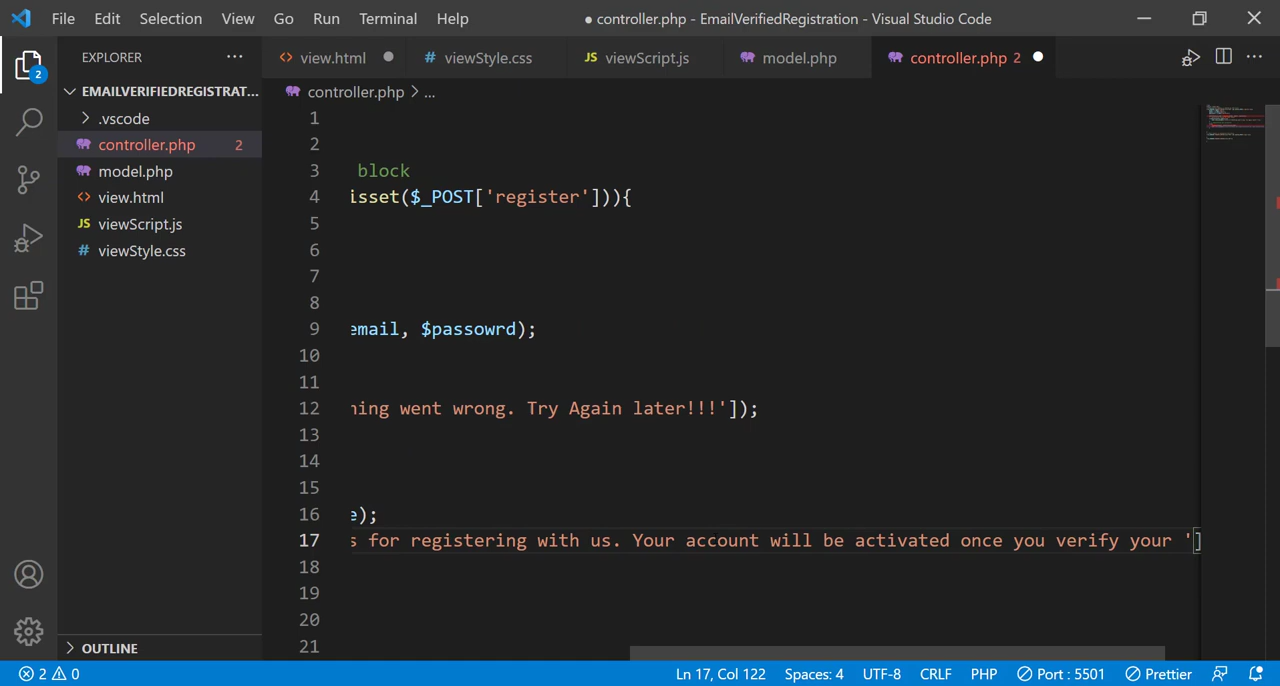 File Edit Selection View Go Run Terminal Help ● controller.php - EmailVerifiedRegistration - Visual Studio Code
EXPLORER ...
view.html
# viewStyle.css
JS viewScript.js
model.php
controller.php 2
2
EMAILVERIFIEDREGISTRAT...
controller.php > ...
> .vscode
controller.php 2
model.php
<> view.html
JS viewScript.js
# viewStyle.css
1
2
3 block
4 isset($_POST['register'])){
5
6
7
8
9 email, $passowrd);
10
11
12 hing went wrong. Try Again later!!!']);
13
14
15
16 e);
17 s for registering with us. Your account will be activated once you verify your ']
18
19
20
21
> OUTLINE
2 0 Ln 17, Col 122 Spaces: 4 UTF-8 CRLF PHP Port : 5501 Prettier